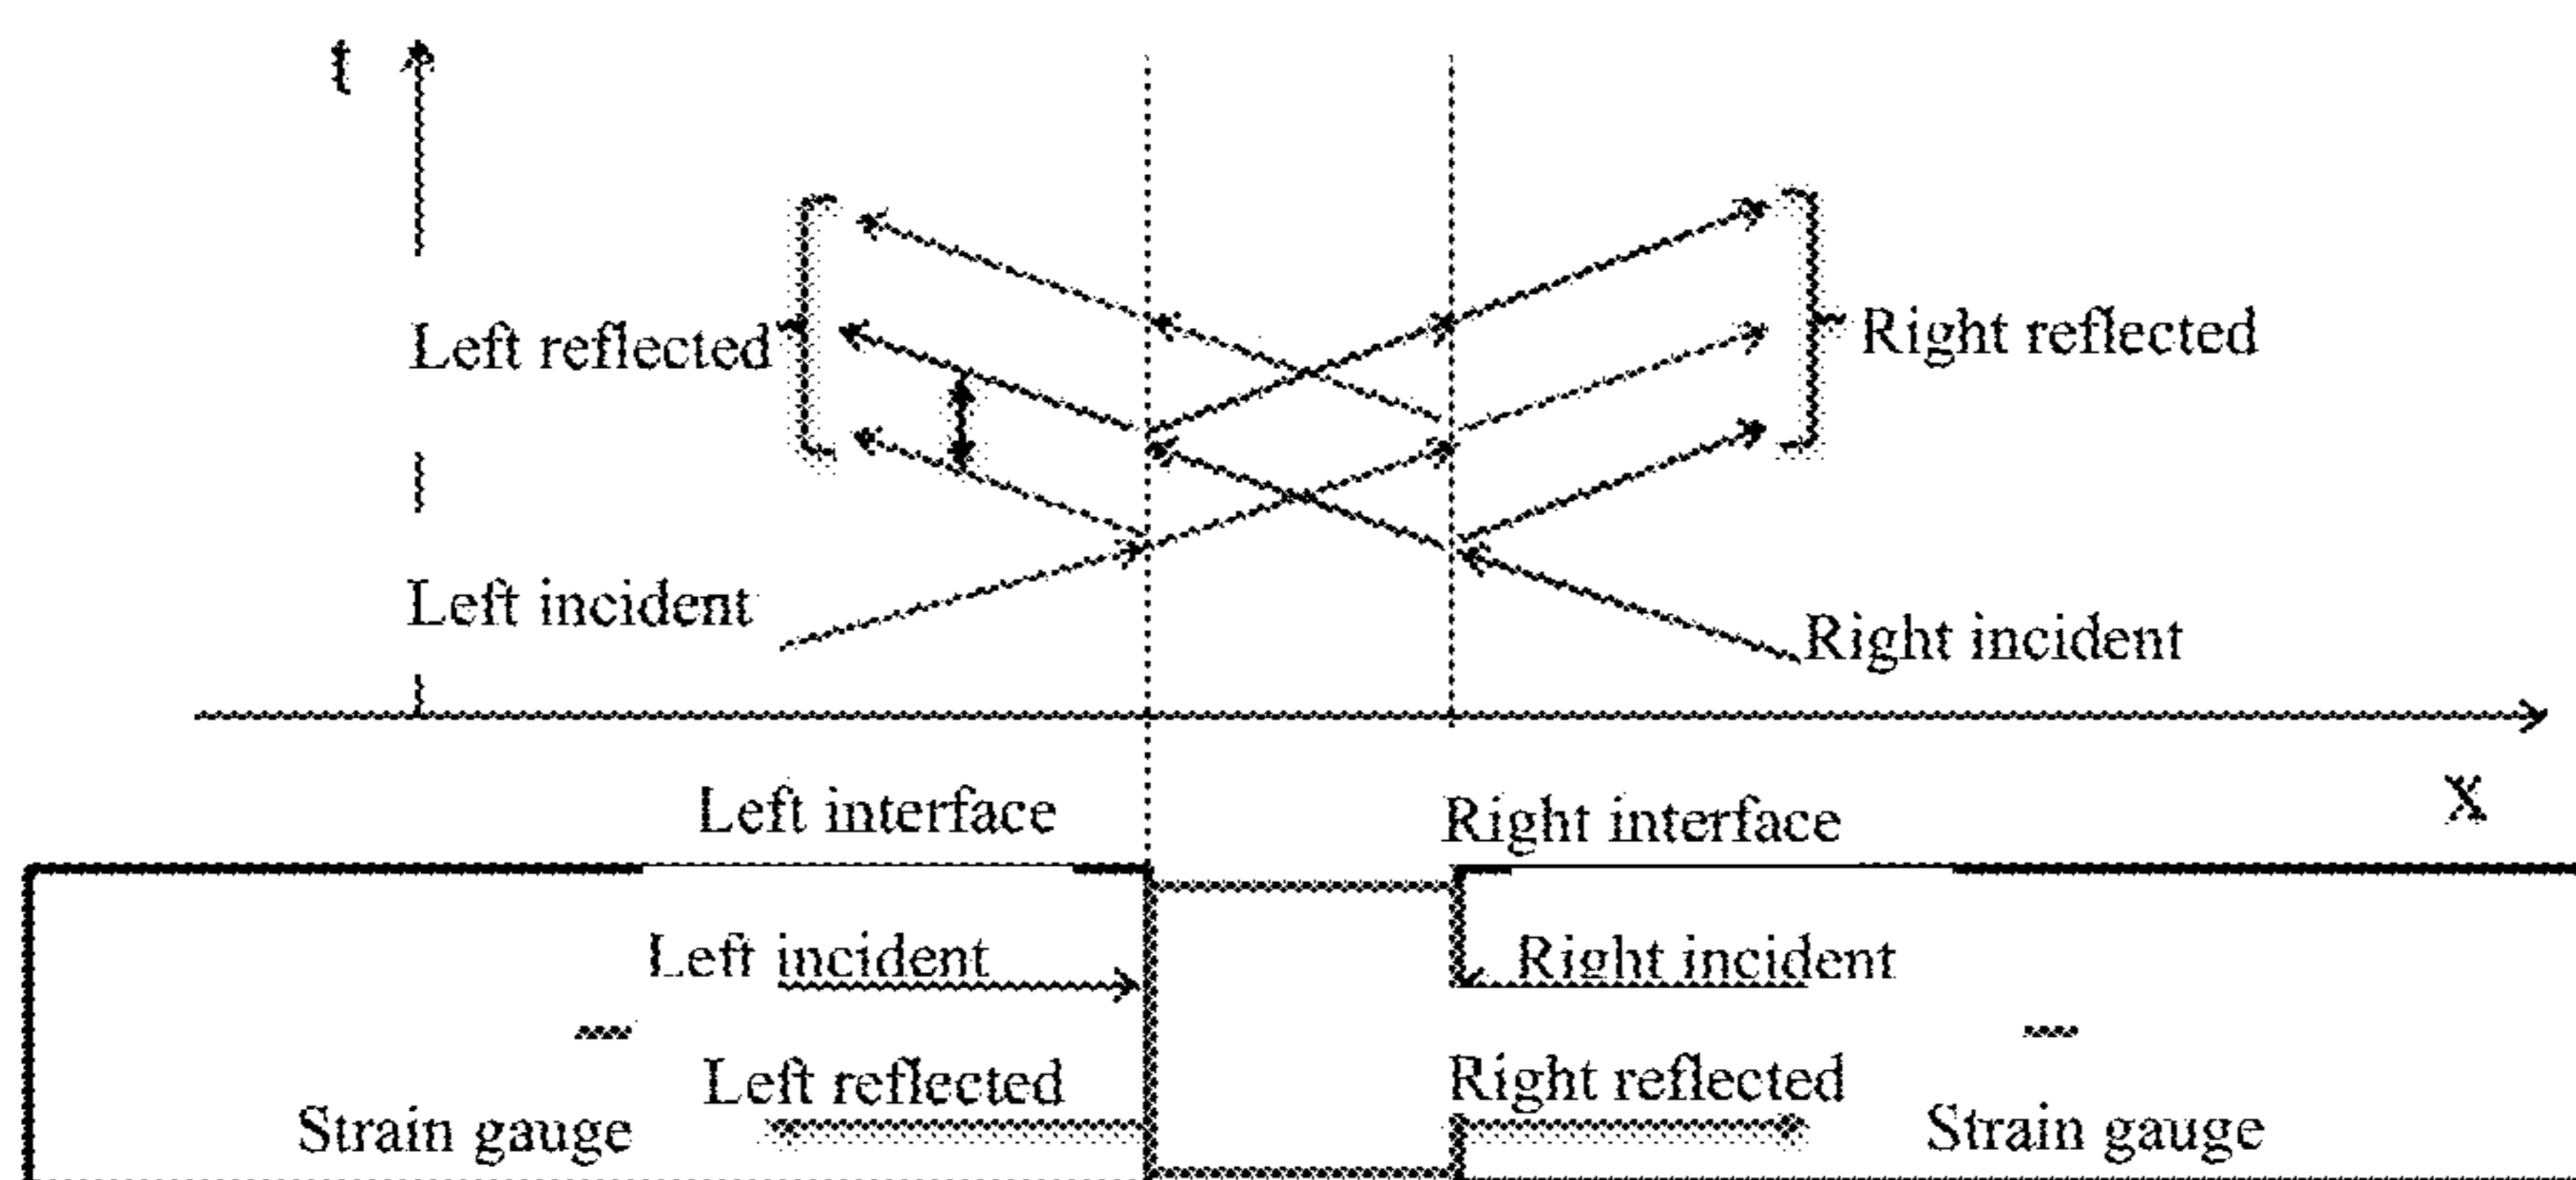 t
Left reflected
Right reflected
Left incident
Right incident
X
Left interface
Right interface
Left incident
Right incident
Left reflected
Right reflected
Strain gauge
Strain gauge